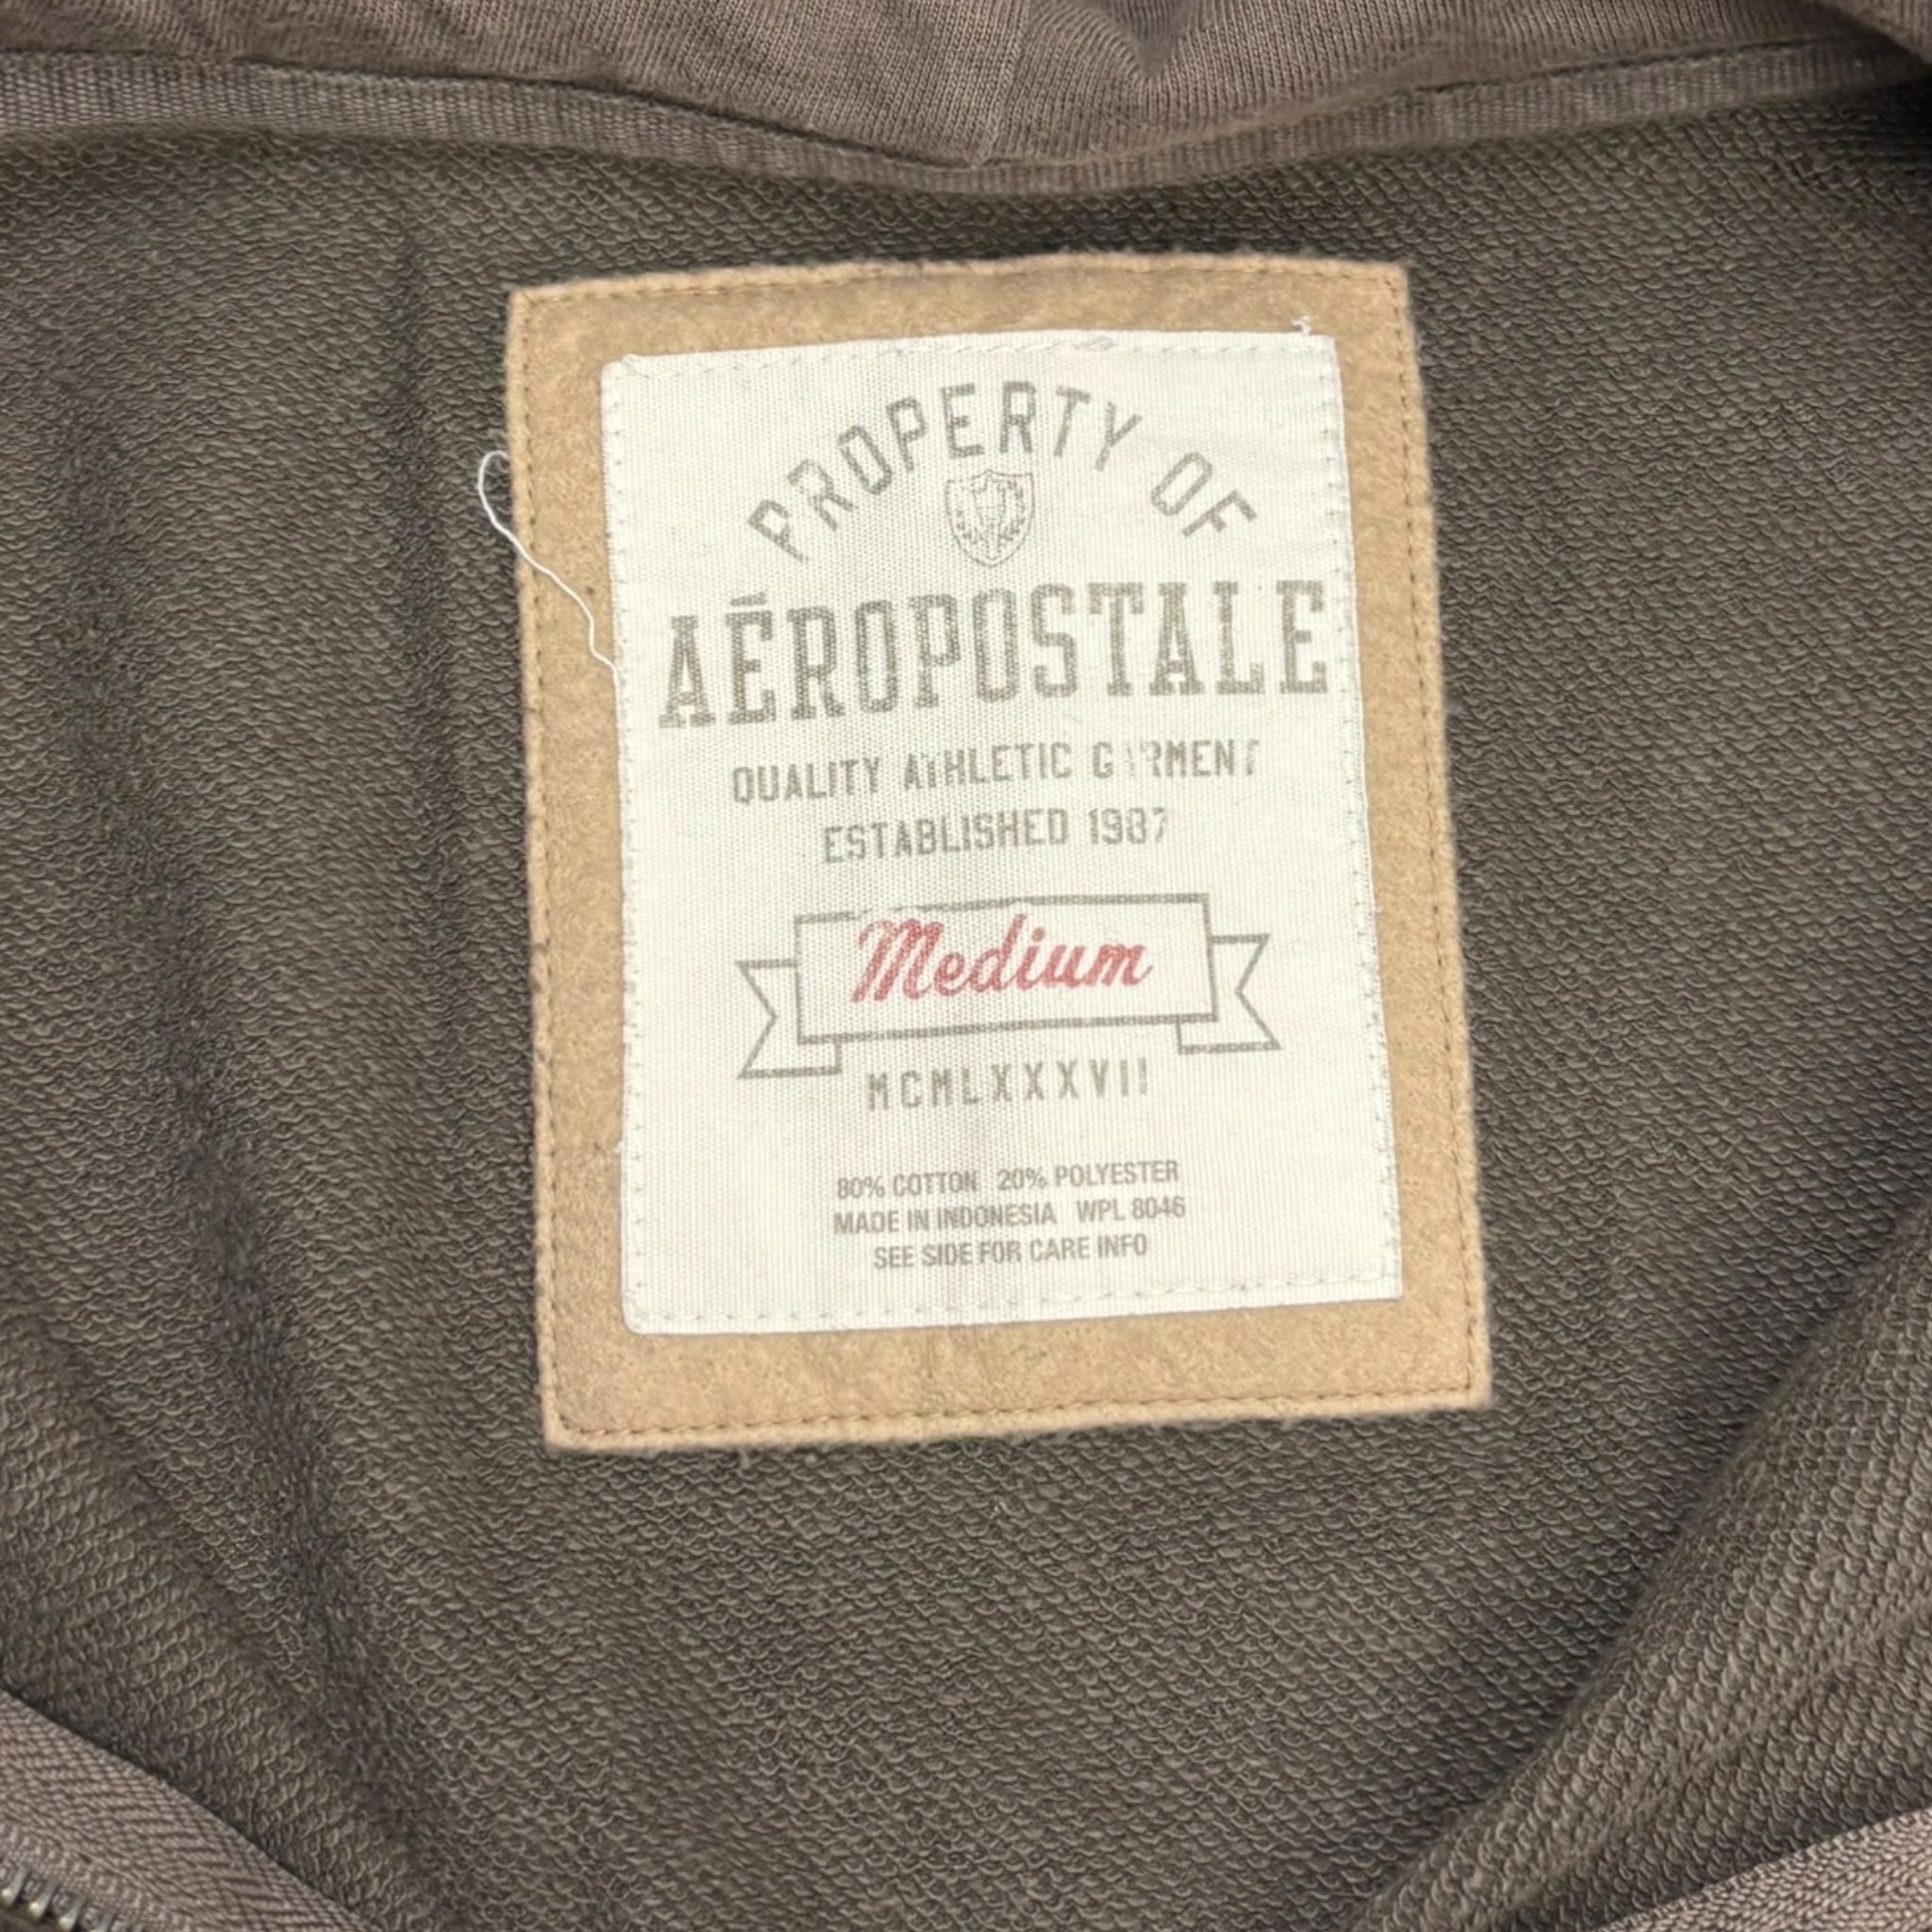 PROPERTY OF
AÉROPOSTALE
QUALITY ATHLETIC GARMENT
ESTABLISHED 1987
Medium
MCMLXXXVII
80% COTTON 20% POLYESTER
MADE IN INDONESIA WPL 8046
SEE SIDE FOR CARE INFO